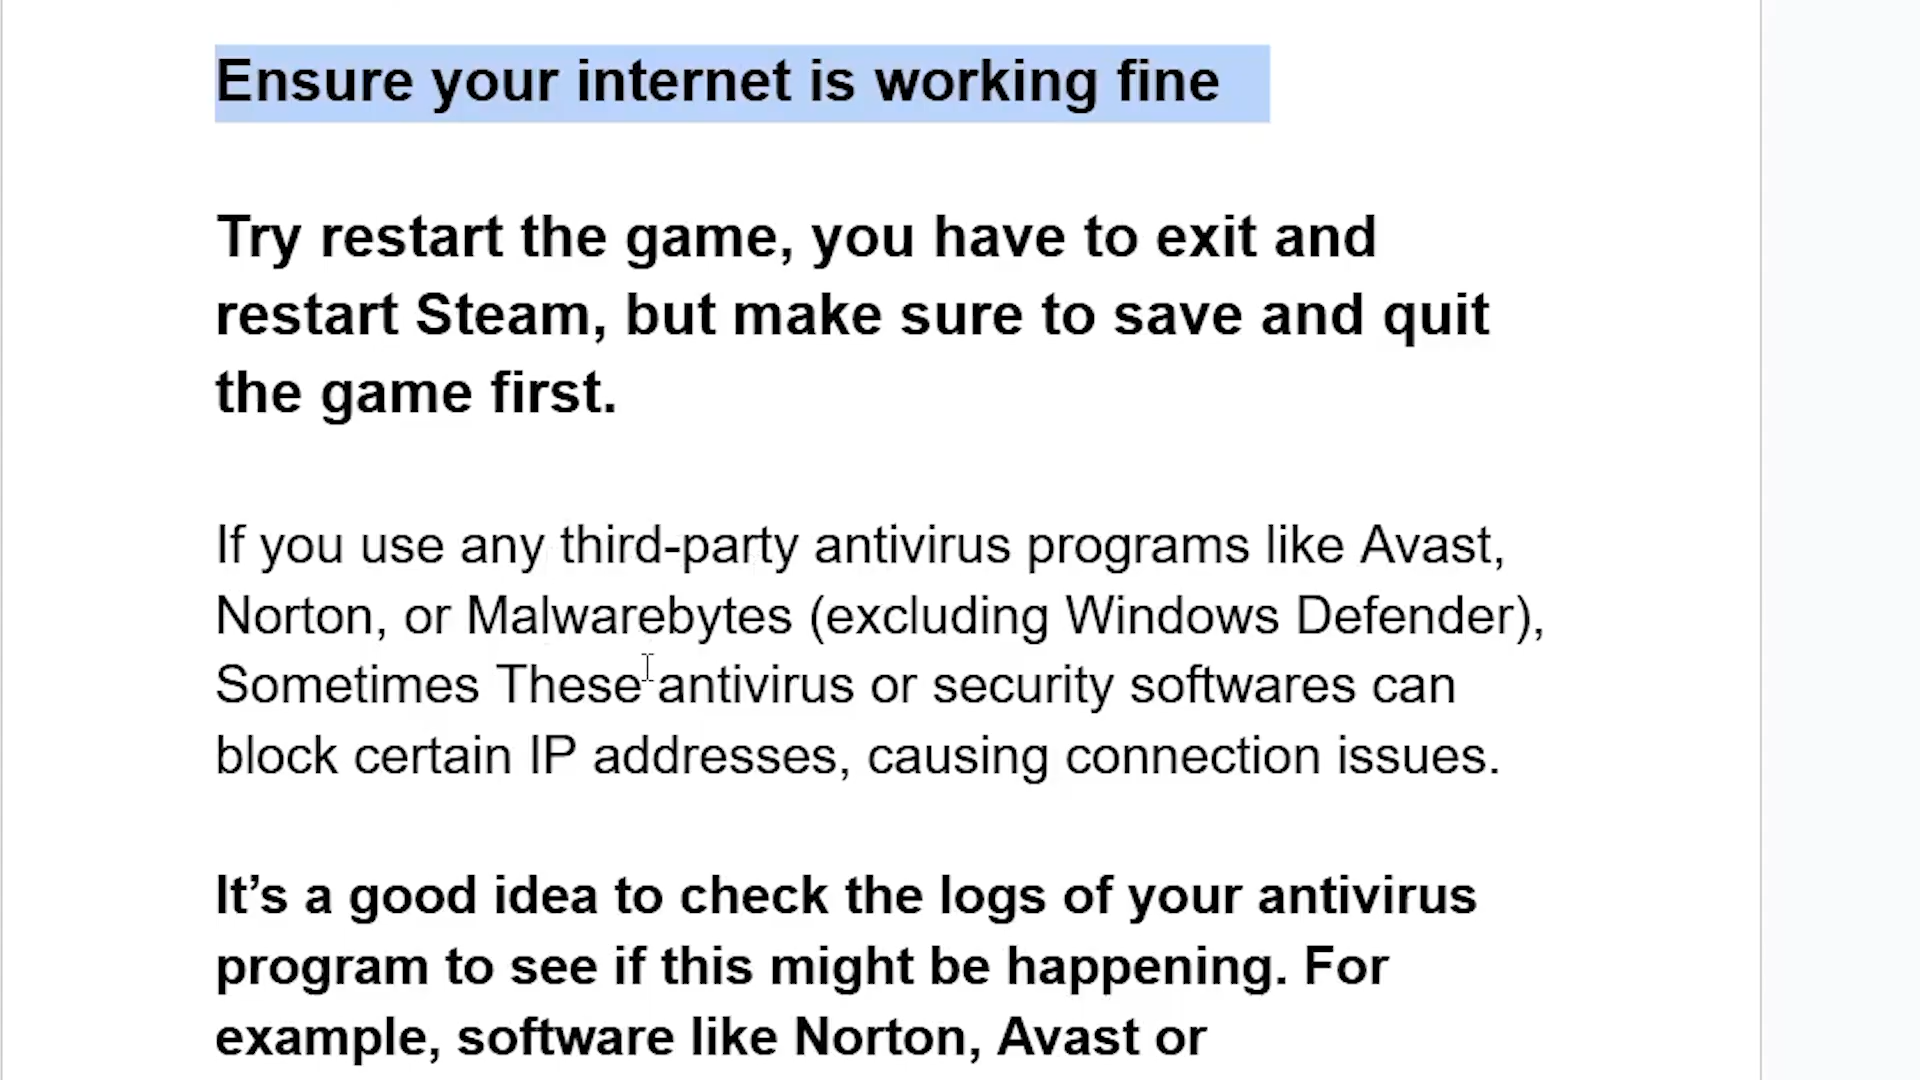 Ensure your internet is working fine
Try restart the game, you have to exit and
restart Steam, but make sure to save and quit
the game first.
If you use any third-party antivirus programs like Avast,
Norton, or Malwarebytes (excluding Windows Defender),
Sometimes These antivirus or security softwares can
block certain IP addresses, causing connection issues.
It’s a good idea to check the logs of your antivirus
program to see if this might be happening. For
example, software like Norton, Avast or